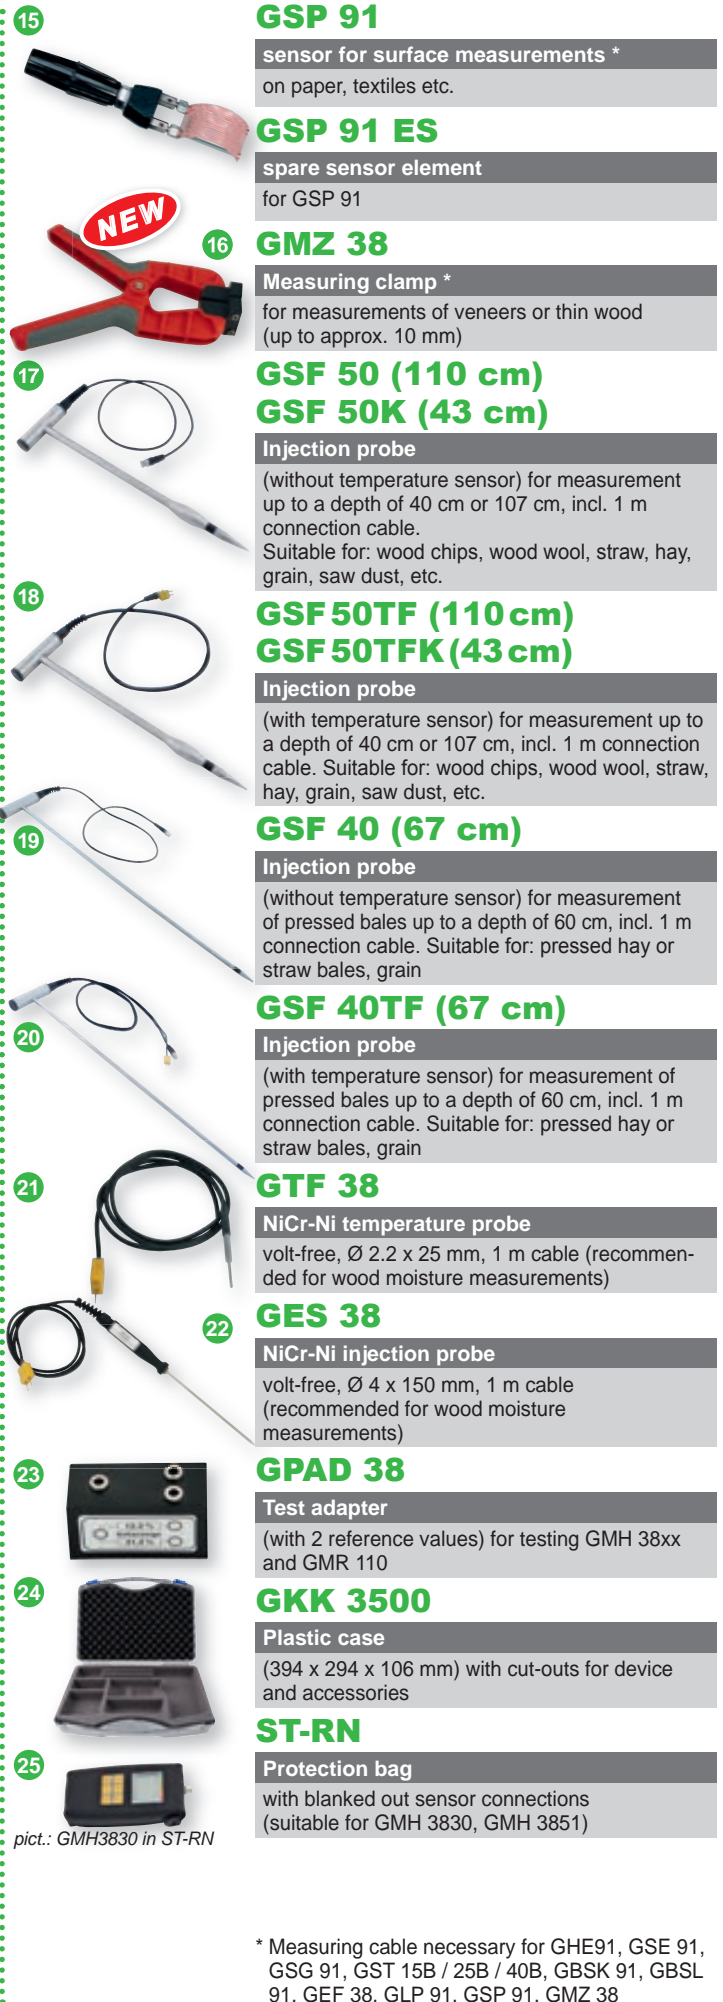 15
GSP 91
sensor for surface measurements *
on paper, textiles etc.
GSP 91 ES
spare sensor element
for GSP 91
NEW
16
GMZ 38
Measuring clamp *
for measurements of veneers or thin wood
(up to approx. 10 mm)
17
GSF 50 (110 cm)
GSF 50K (43 cm)
Injection probe
(without temperature sensor) for measurement
up to a depth of 40 cm or 107 cm, incl. 1 m
connection cable.
Suitable for: wood chips, wood wool, straw, hay,
grain, saw dust, etc.
18
GSF 50TF (110 cm)
GSF 50TFK (43 cm)
Injection probe
(with temperature sensor) for measurement up to
a depth of 40 cm or 107 cm, incl. 1 m connection
cable. Suitable for: wood chips, wood wool, straw,
hay, grain, saw dust, etc.
19
GSF 40 (67 cm)
Injection probe
(without temperature sensor) for measurement
of pressed bales up to a depth of 60 cm, incl. 1 m
connection cable. Suitable for: pressed hay or
straw bales, grain
20
GSF 40TF (67 cm)
Injection probe
(with temperature sensor) for measurement of
pressed bales up to a depth of 60 cm, incl. 1 m
connection cable. Suitable for: pressed hay or
straw bales, grain
21
GTF 38
NiCr-Ni temperature probe
volt-free, Ø 2.2 x 25 mm, 1 m cable (recommen-
ded for wood moisture measurements)
22
GES 38
NiCr-Ni injection probe
volt-free, Ø 4 x 150 mm, 1 m cable
(recommended for wood moisture
measurements)
23
GPAD 38
Test adapter
(with 2 reference values) for testing GMH 38xx
and GMR 110
24
GKK 3500
Plastic case
(394 x 294 x 106 mm) with cut-outs for device
and accessories
25
ST-RN
Protection bag
with blanked out sensor connections
(suitable for GMH 3830, GMH 3851)
pict.: GMH3830 in ST-RN
* Measuring cable necessary for GHE91, GSE 91,
GSG 91, GST 15B / 25B / 40B, GBSK 91, GBSL
91, GEF 38, GLP 91, GSP 91, GMZ 38